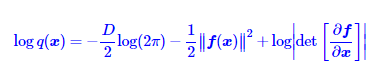 log q(𝒙) = −D/2 log(2π) − 1/2 ‖𝒇(𝒙)‖² + log|det[∂𝒇/∂𝒙]|